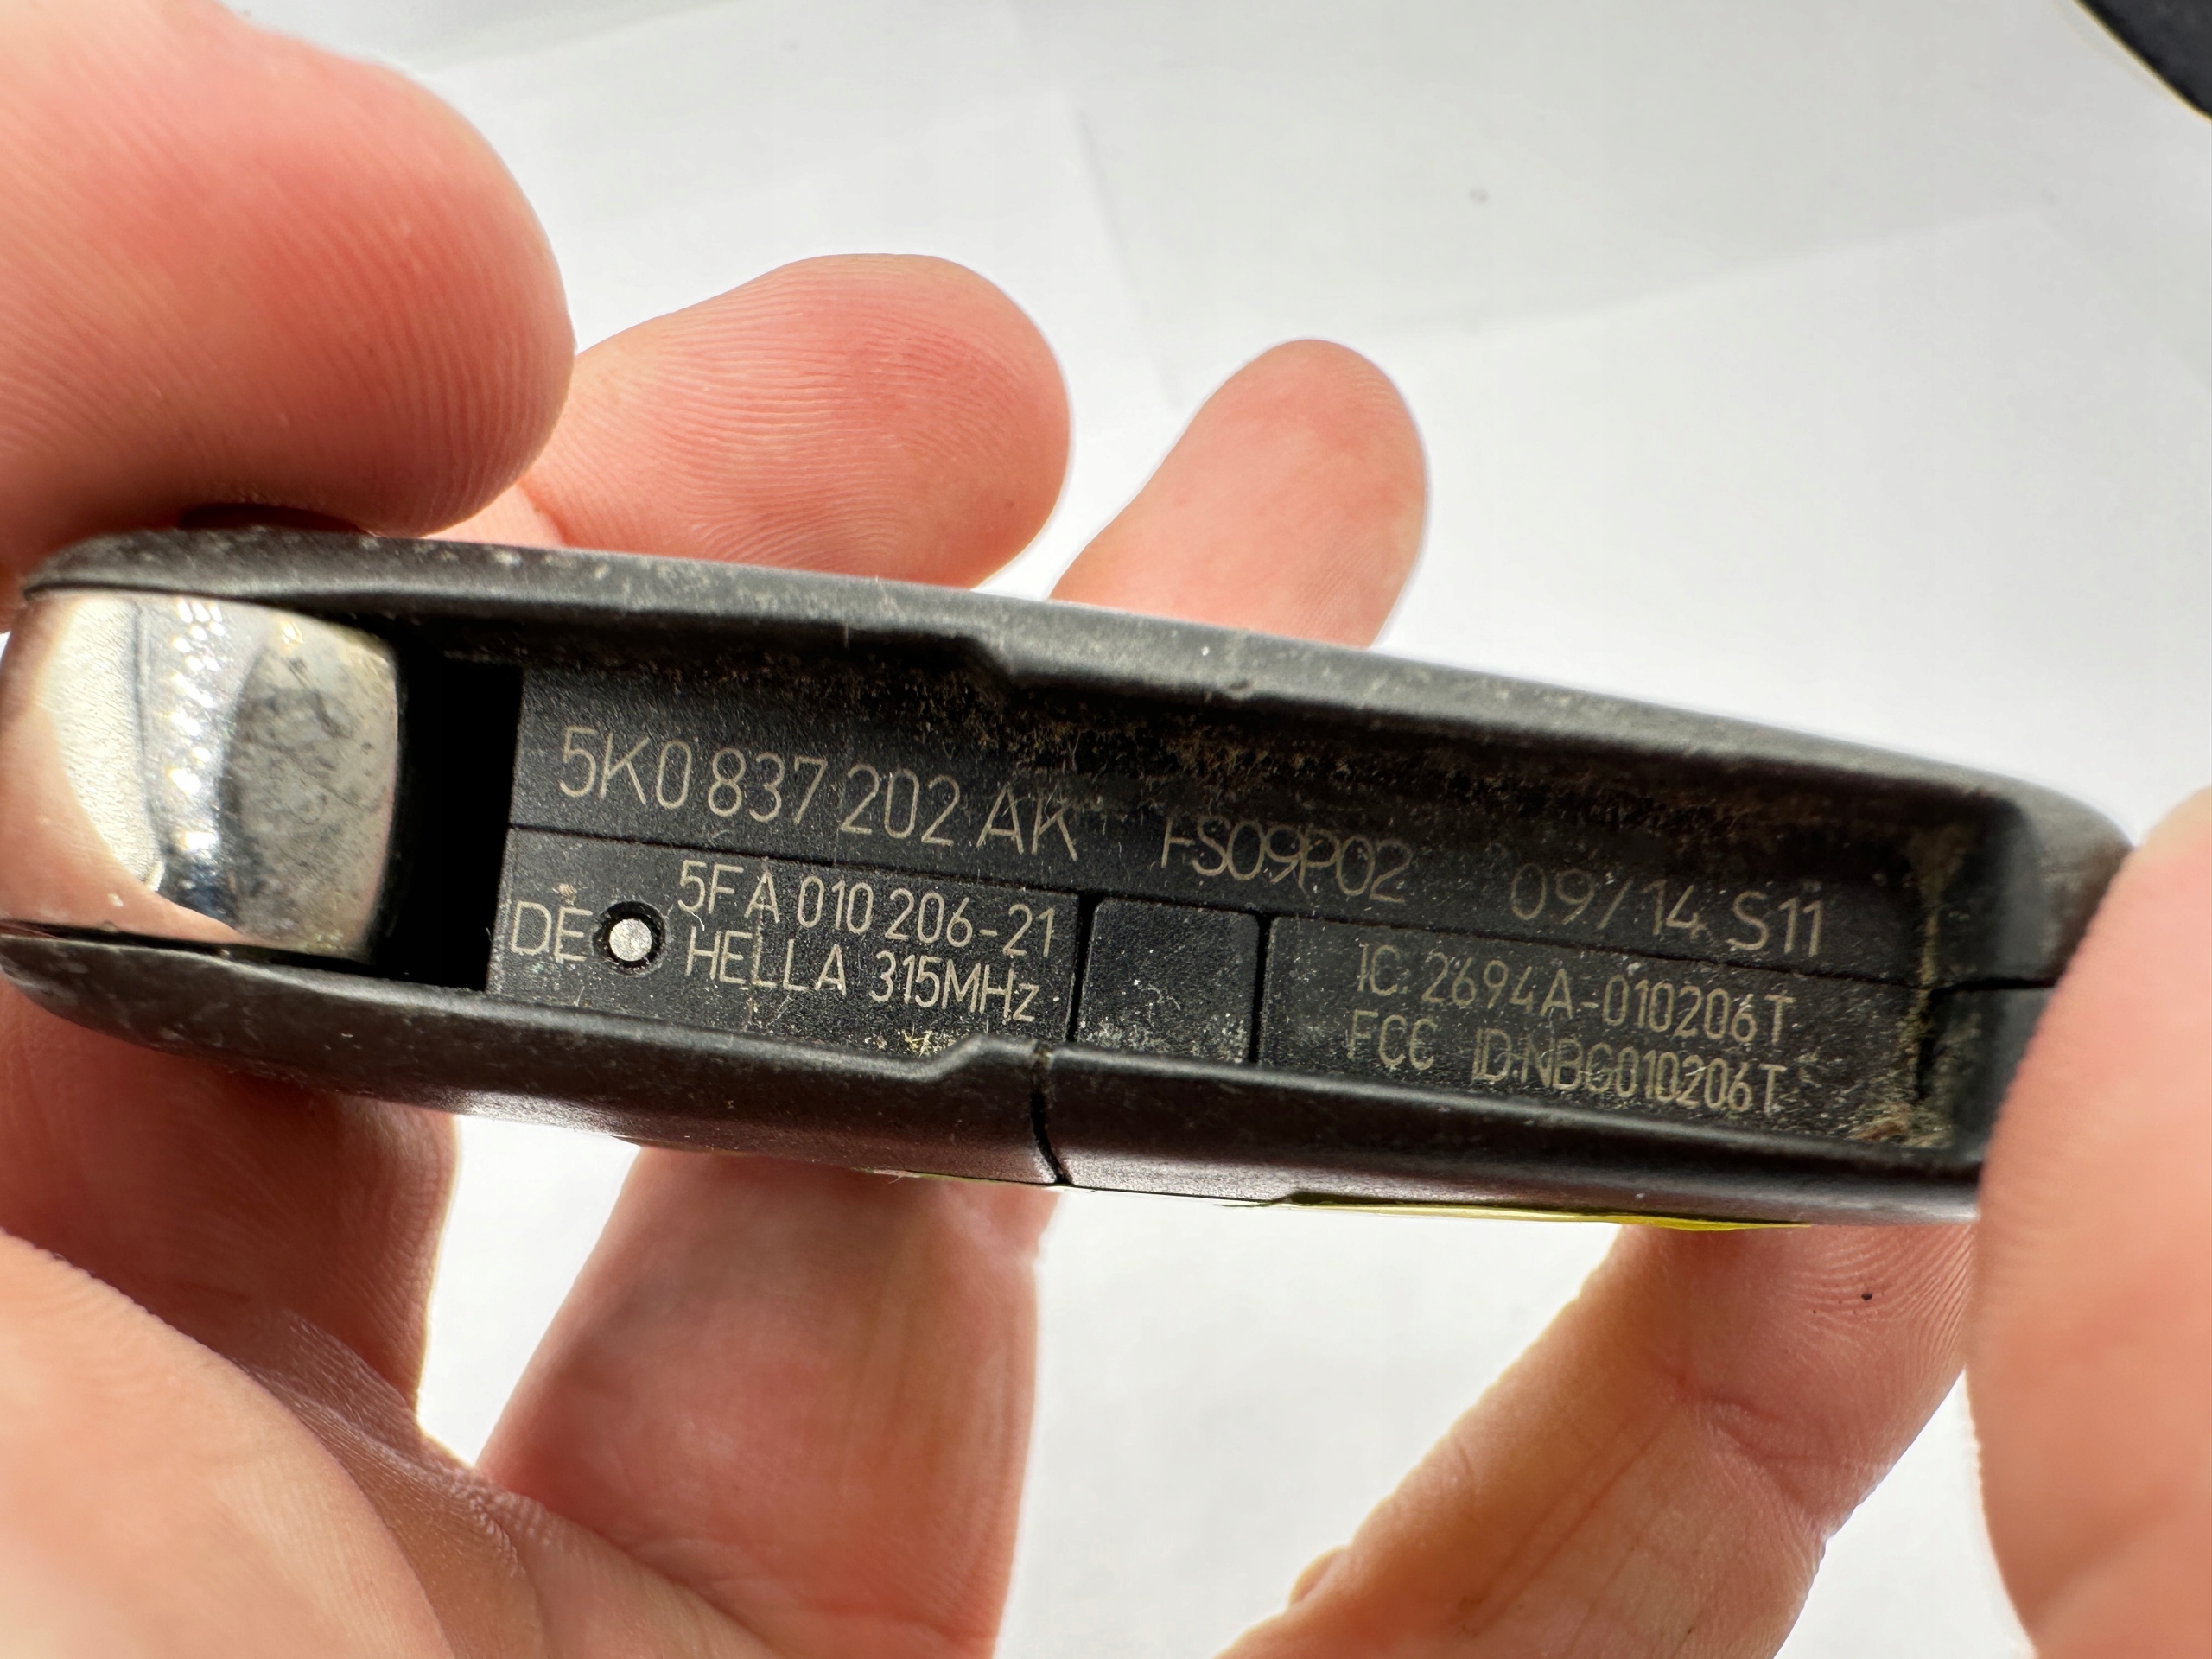 5K0 837 202 AK FS09P02 09/14 S11
DE 5FA 010 206-21
HELLA 315MHz
IC: 2694A-010206T
FCC ID:NBG010206T